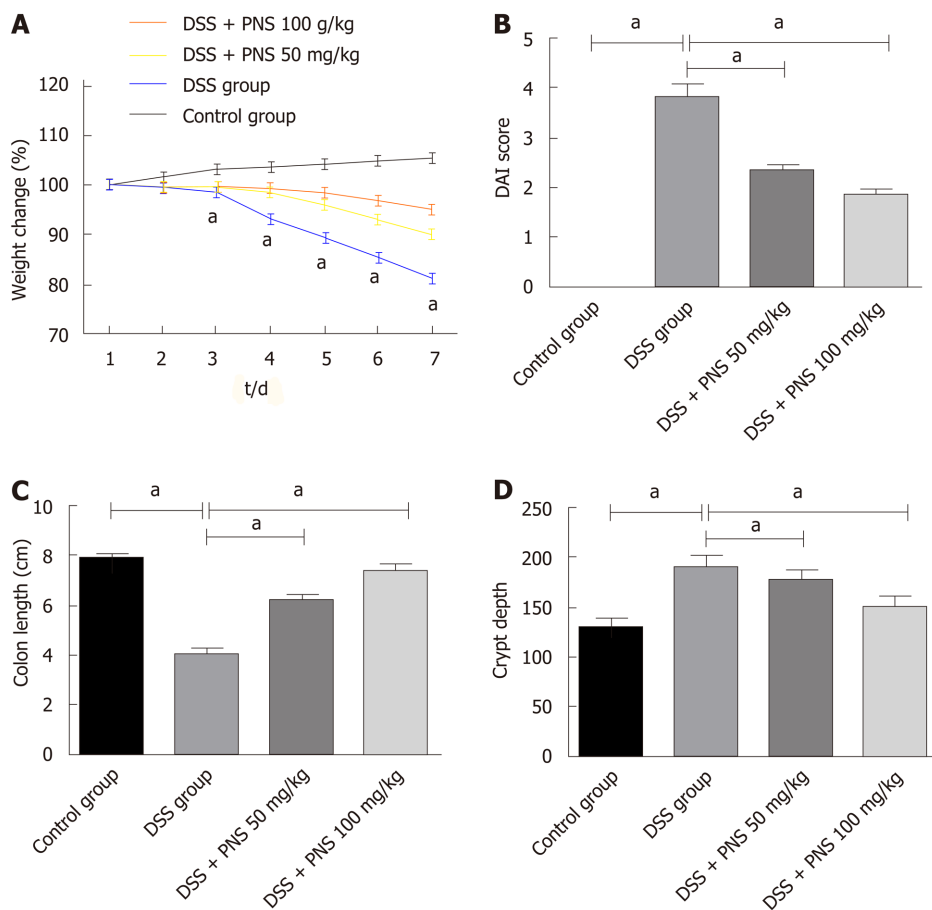 A
DSS + PNS 100 g/kg
DSS + PNS 50 mg/kg
DSS group
Control group
Weight change (%)
120
110
100
90
80
70
a
a
a
a
a
1 2 3 4 5 6 7
t/d
B
DAI score
5
4
3
2
1
0
a a
a
Control group
DSS group
DSS + PNS 50 mg/kg
DSS + PNS 100 mg/kg
C
Colon length (cm)
10
8
6
4
2
0
a a
a
Control group
DSS group
DSS + PNS 50 mg/kg
DSS + PNS 100 mg/kg
D
Crypt depth
250
200
150
100
50
0
a a
a
Control group
DSS group
DSS + PNS 50 mg/kg
DSS + PNS 100 mg/kg